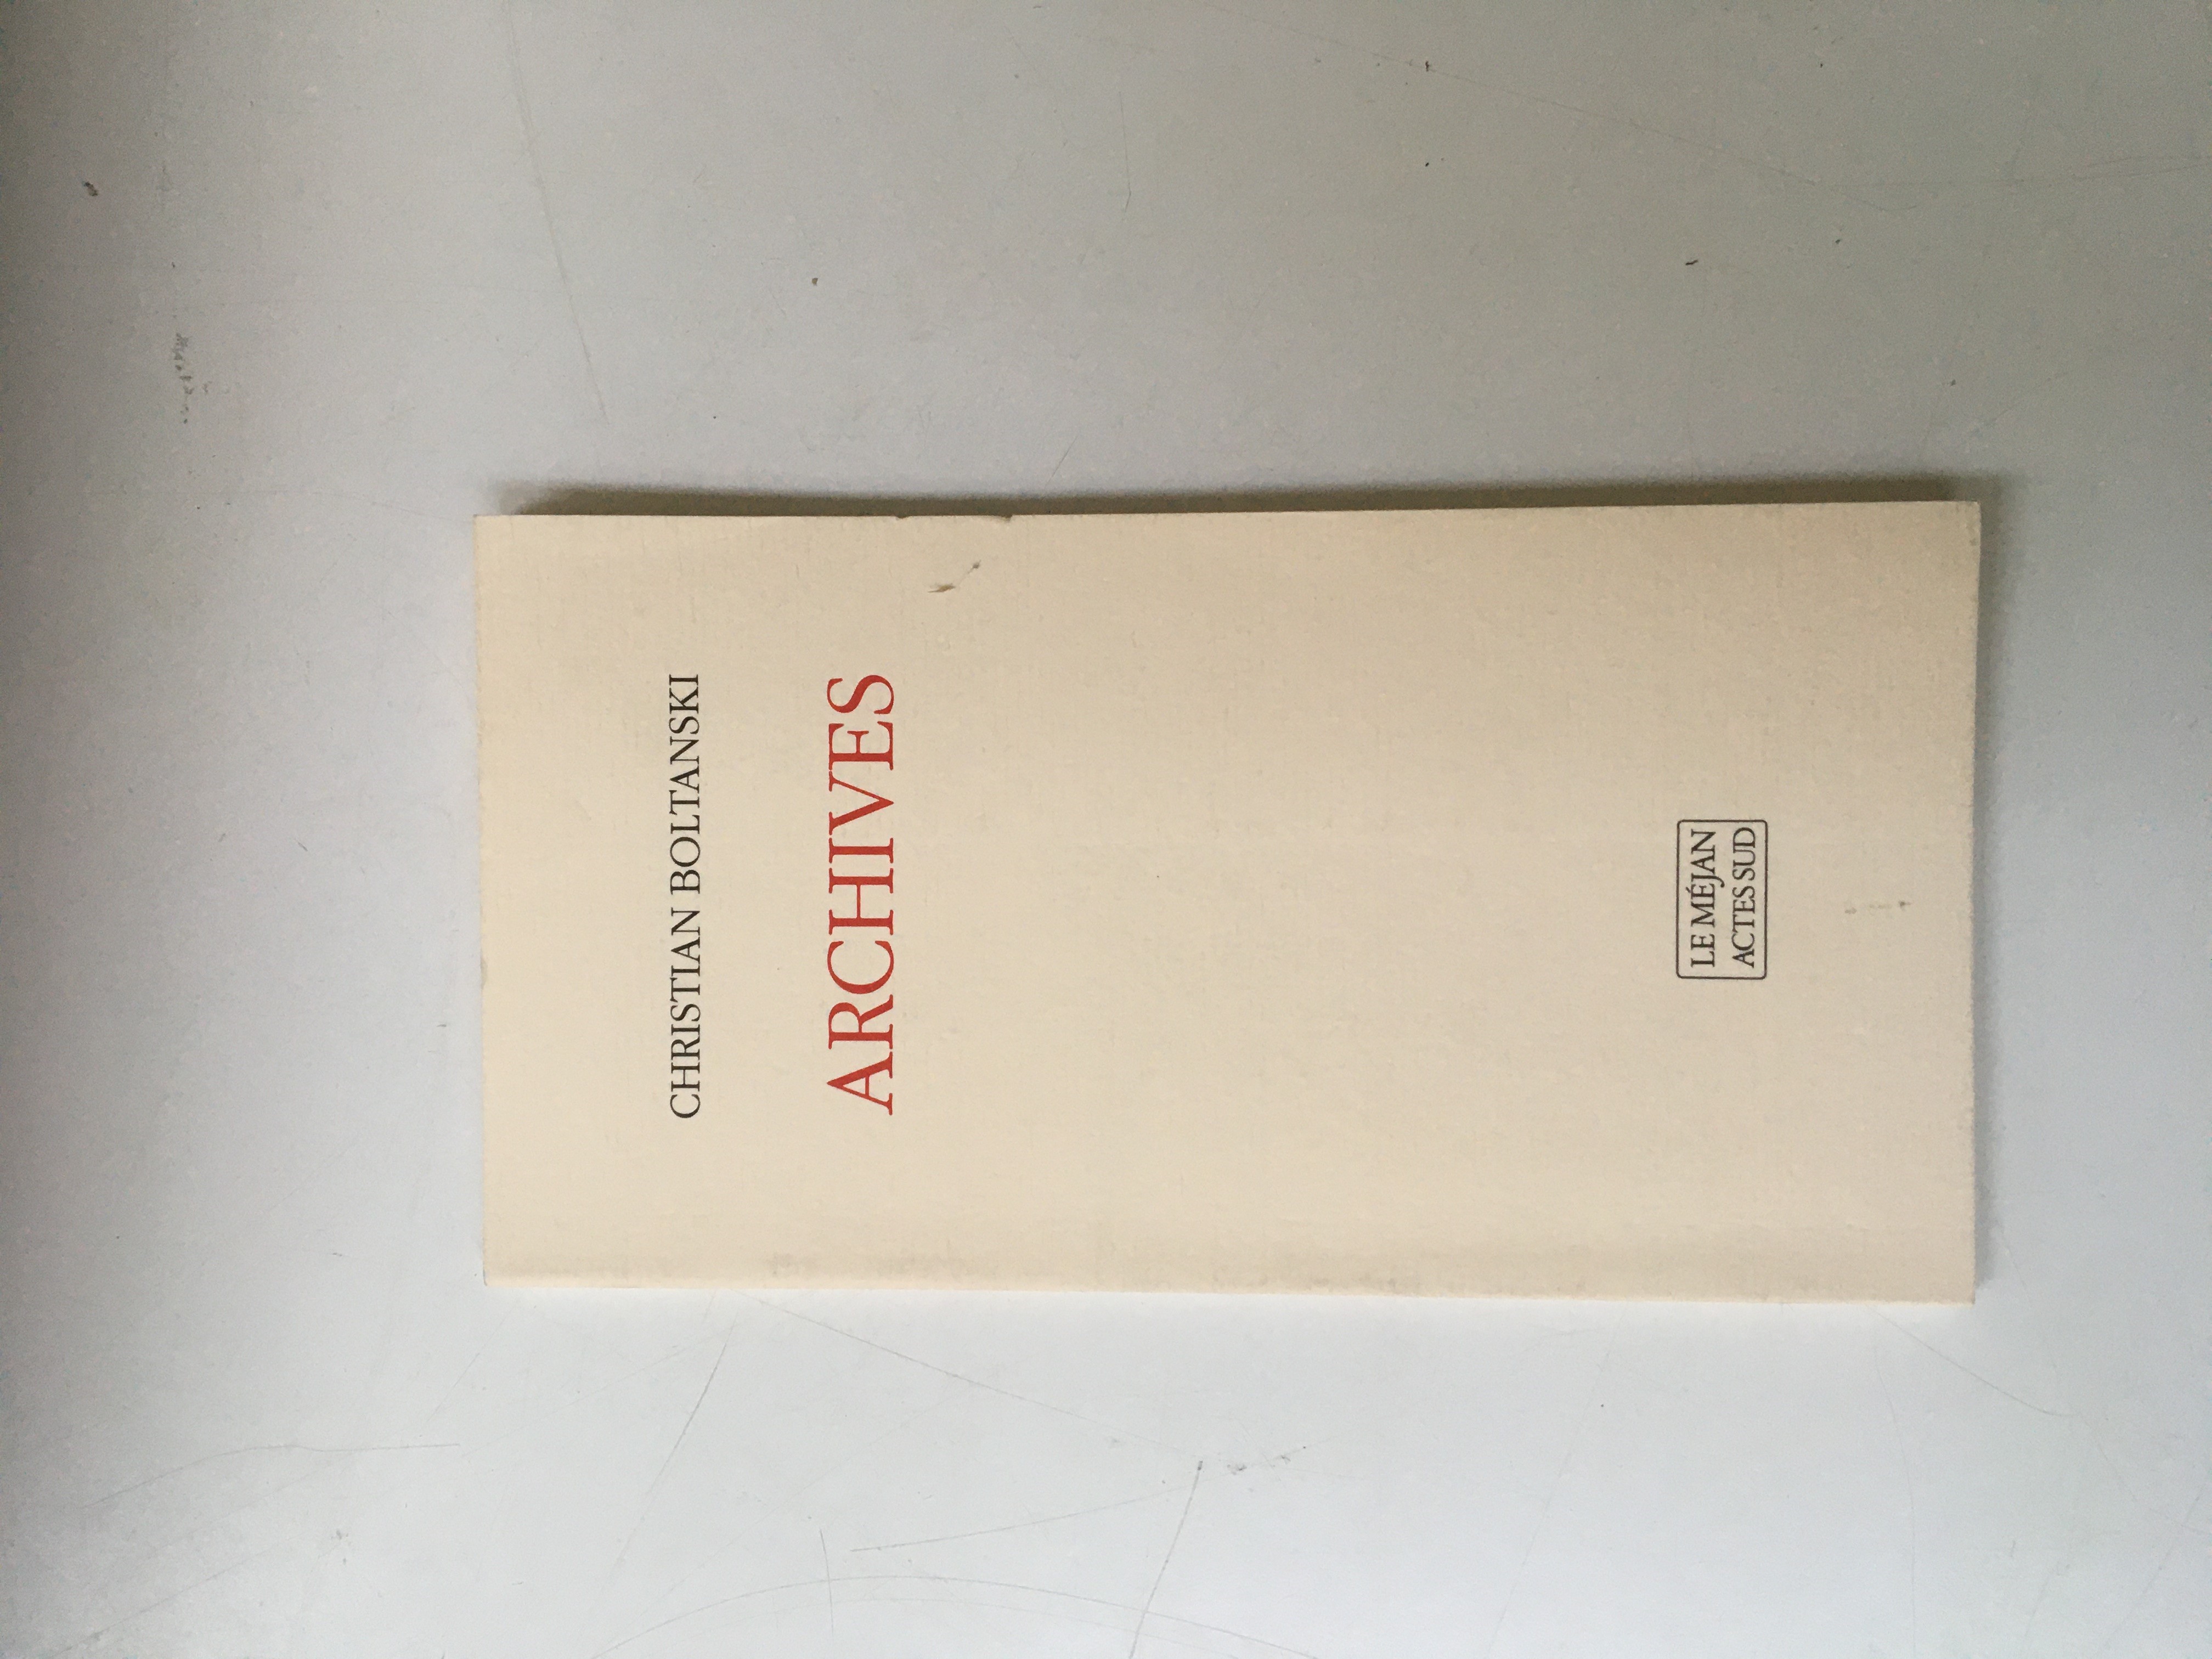 CHRISTIAN BOLTANSKI
ARCHIVES
LE MÉJAN
ACTES SUD